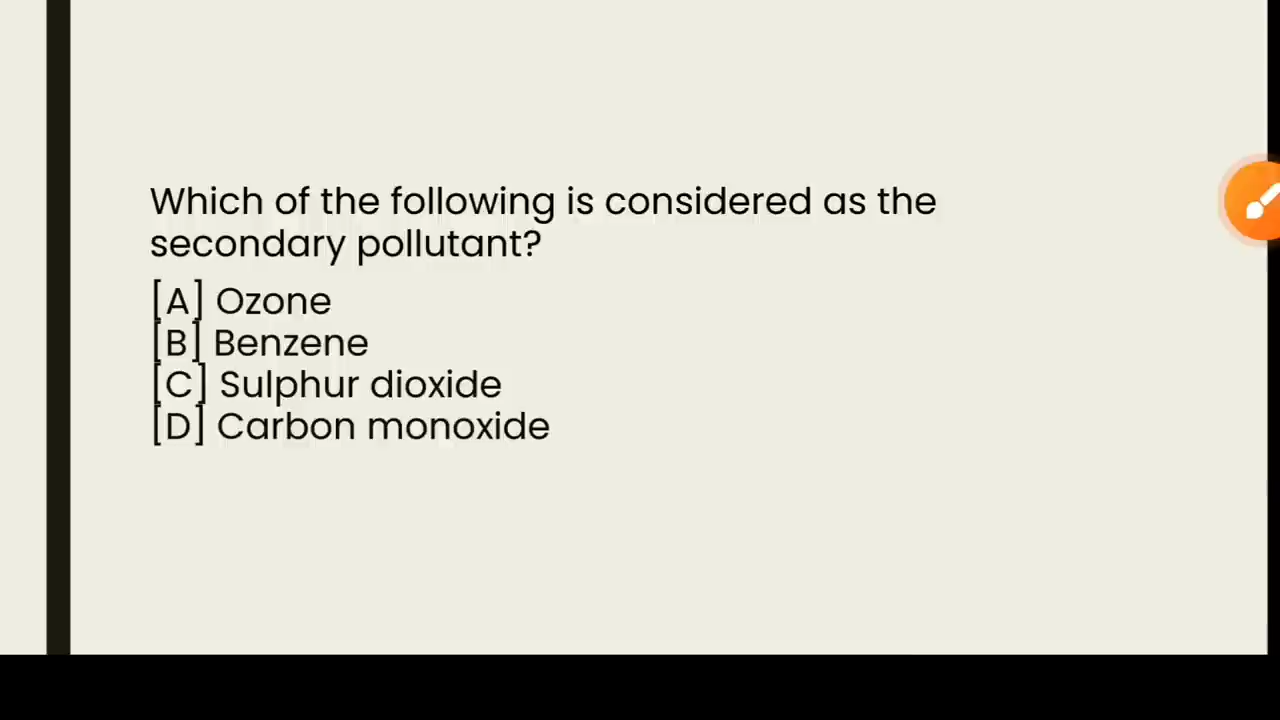 Which of the following is considered as the
secondary pollutant?
[A] Ozone
[B] Benzene
[C] Sulphur dioxide
[D] Carbon monoxide